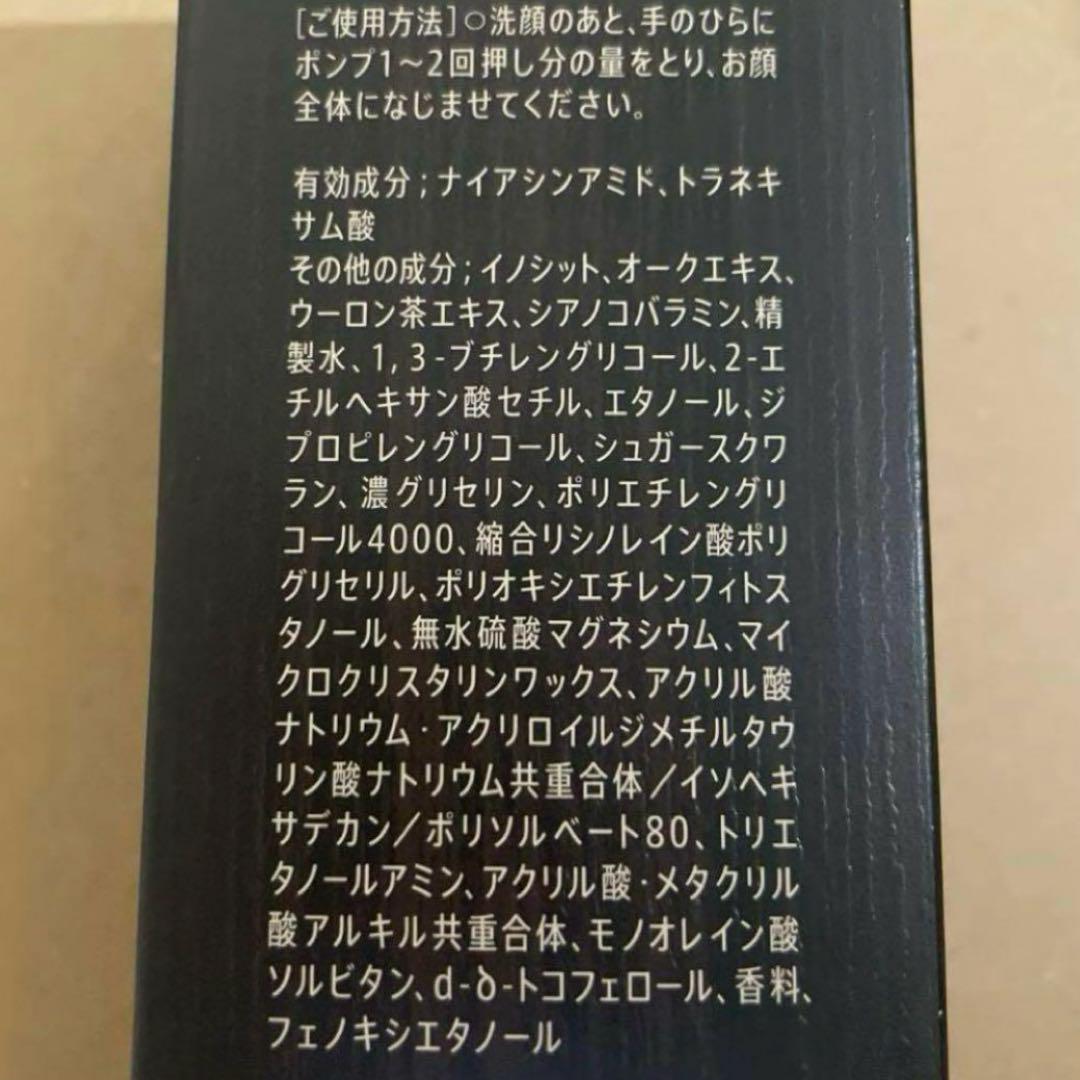 [ご使用方法]○洗顔のあと、手のひらに
ポンプ1～2回押し分の量をとり、お顔
全体になじませてください。
有効成分；ナイアシンアミド、トラネキ
サム酸
その他の成分；イノシット、オークエキス、
ウーロン茶エキス、シアノコバラミン、精
製水、1,3-ブチレングリコール、2-エ
チルヘキサン酸セチル、エタノール、ジ
プロピレングリコール、シュガースクワ
ラン、濃グリセリン、ポリエチレングリ
コール4000、縮合リシノレイン酸ポリ
グリセリル、ポリオキシエチレンフィトス
タノール、無水硫酸マグネシウム、マイ
クロクリスタリンワックス、アクリル酸
ナトリウム・アクリロイルジメチルタウ
リン酸ナトリウム共重合体／イソヘキ
サデカン／ポリソルベート80、トリエ
タノールアミン、アクリル酸・メタクリル
酸アルキル共重合体、モノオレイン酸
ソルビタン、d-δ-トコフェロール、香料、
フェノキシエタノール